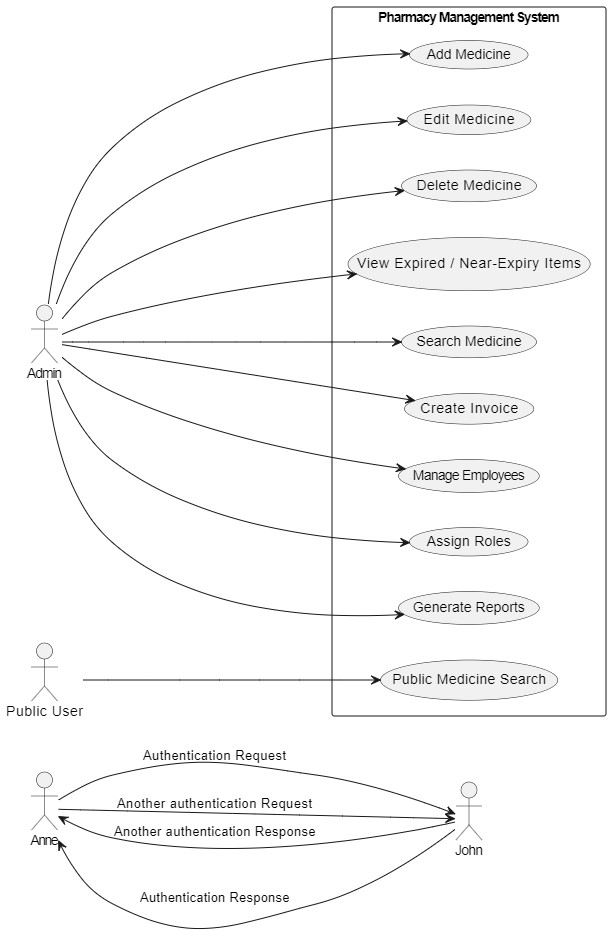 Pharmacy Management System
Add Medicine
Edit Medicine
Delete Medicine
View Expired / Near-Expiry Items
Admin
Search Medicine
Create Invoice
Manage Employees
Assign Roles
Generate Reports
Public User
Public Medicine Search
Authentication Request
Another authentication Request
Another authentication Response
Anne
John
Authentication Response